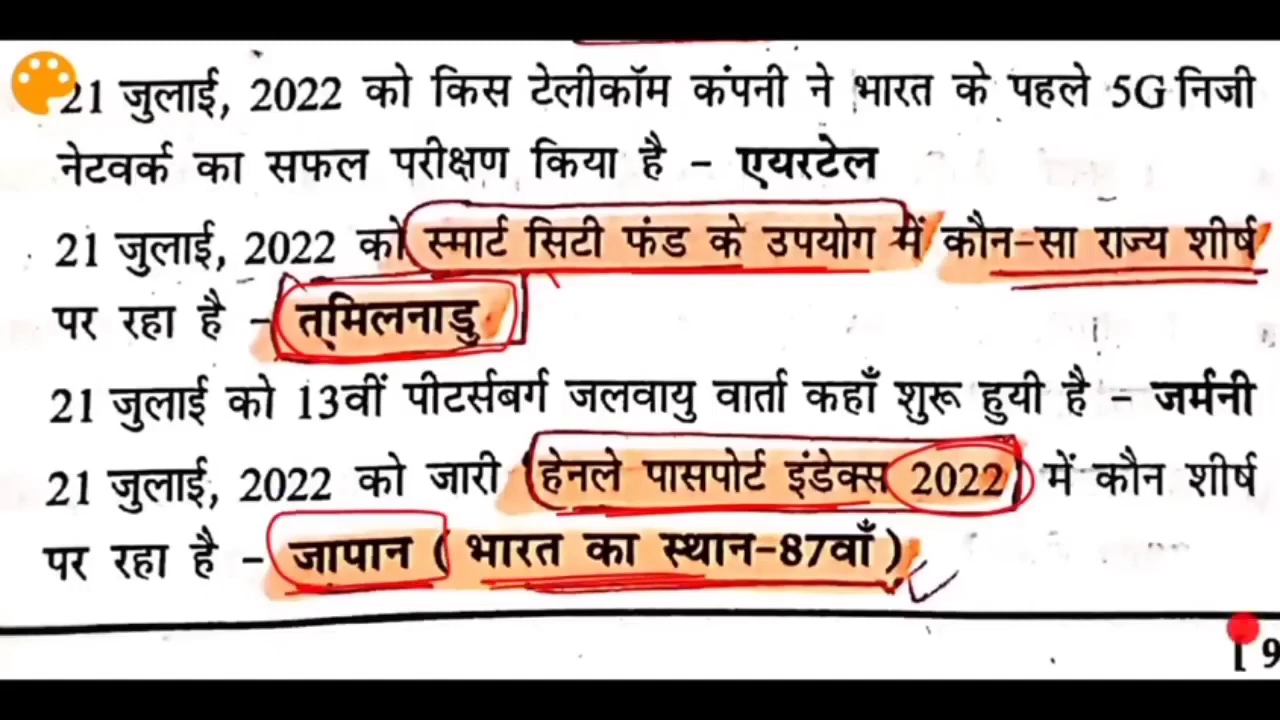 21 जुलाई, 2022 को किस टेलीकॉम कंपनी ने भारत के पहले 5G निजी
नेटवर्क का सफल परीक्षण किया है – एयरटेल
21 जुलाई, 2022 को स्मार्ट सिटी फंड के उपयोग में कौन-सा राज्य शीर्ष
पर रहा है – तमिलनाडु
21 जुलाई को 13वीं पीटर्सबर्ग जलवायु वार्ता कहाँ शुरू हुयी है – जर्मनी
21 जुलाई, 2022 को जारी हेनले पासपोर्ट इंडेक्स 2022 में कौन शीर्ष
पर रहा है – जापान ( भारत का स्थान-87वाँ )
[ 9